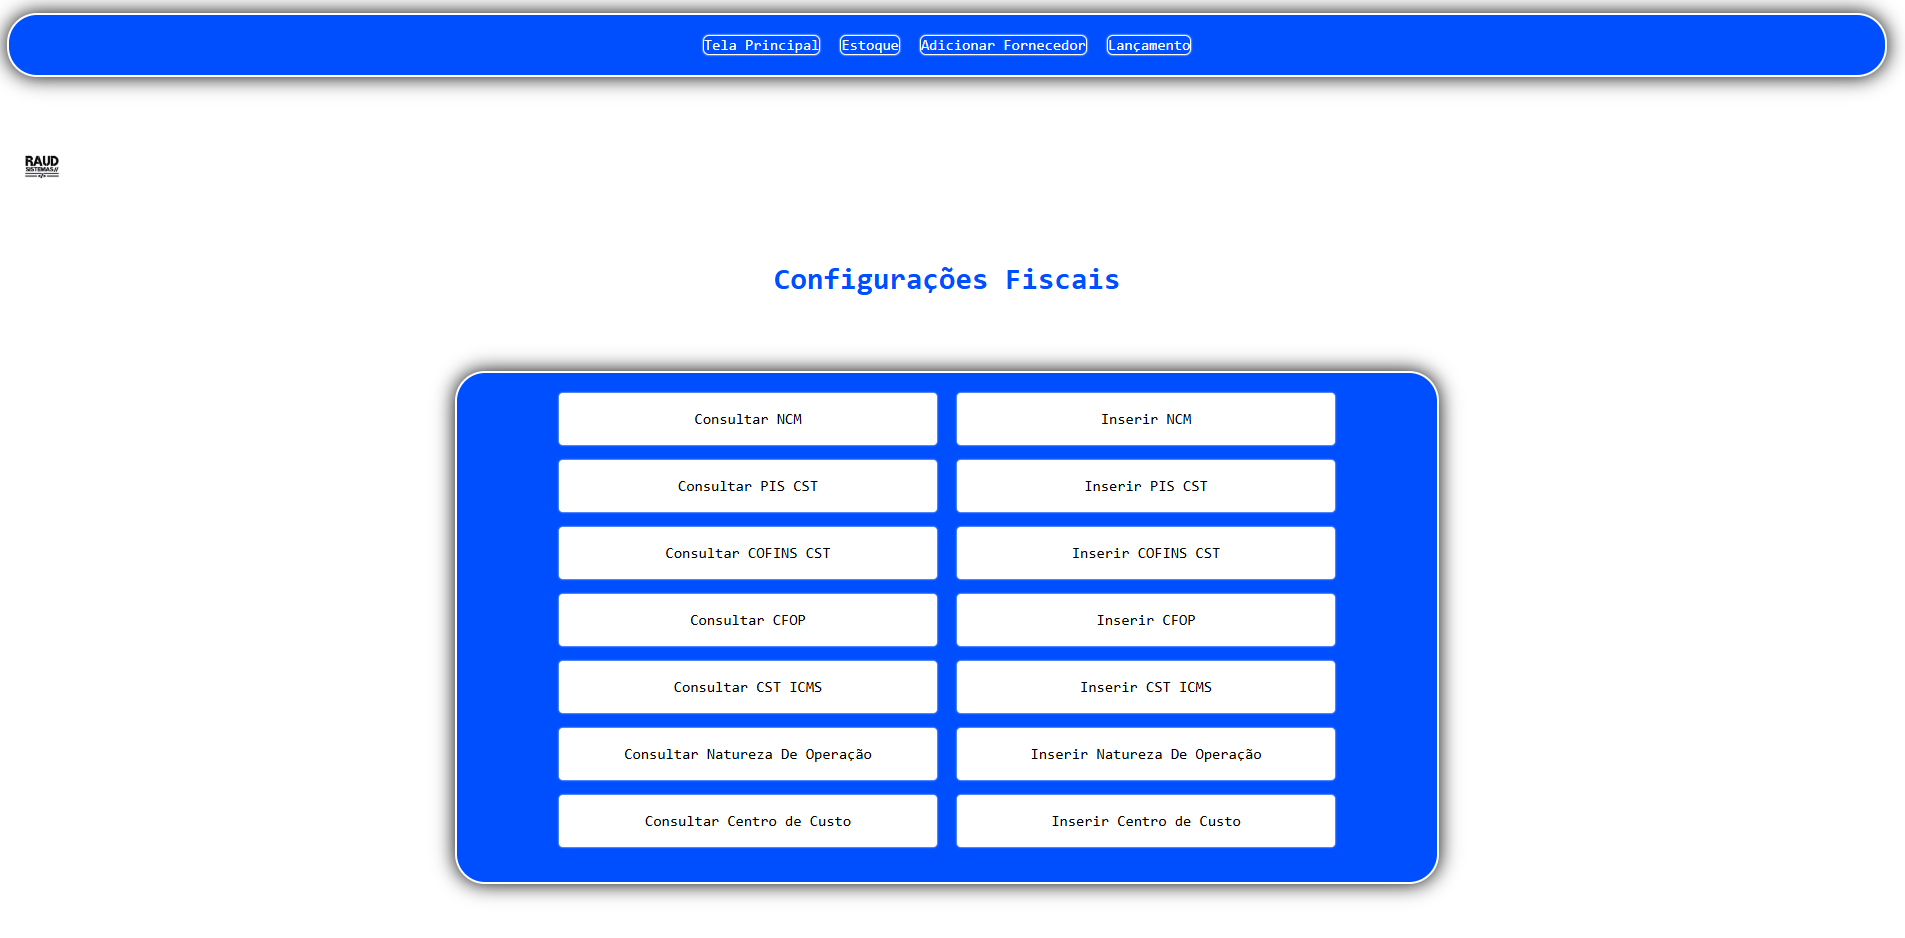 Tela Principal Estoque Adicionar Fornecedor Lançamento
RAUD
SISTEMAS//
</>
Configurações Fiscais
Consultar NCM Inserir NCM
Consultar PIS CST Inserir PIS CST
Consultar COFINS CST Inserir COFINS CST
Consultar CFOP Inserir CFOP
Consultar CST ICMS Inserir CST ICMS
Consultar Natureza De Operação Inserir Natureza De Operação
Consultar Centro de Custo Inserir Centro de Custo